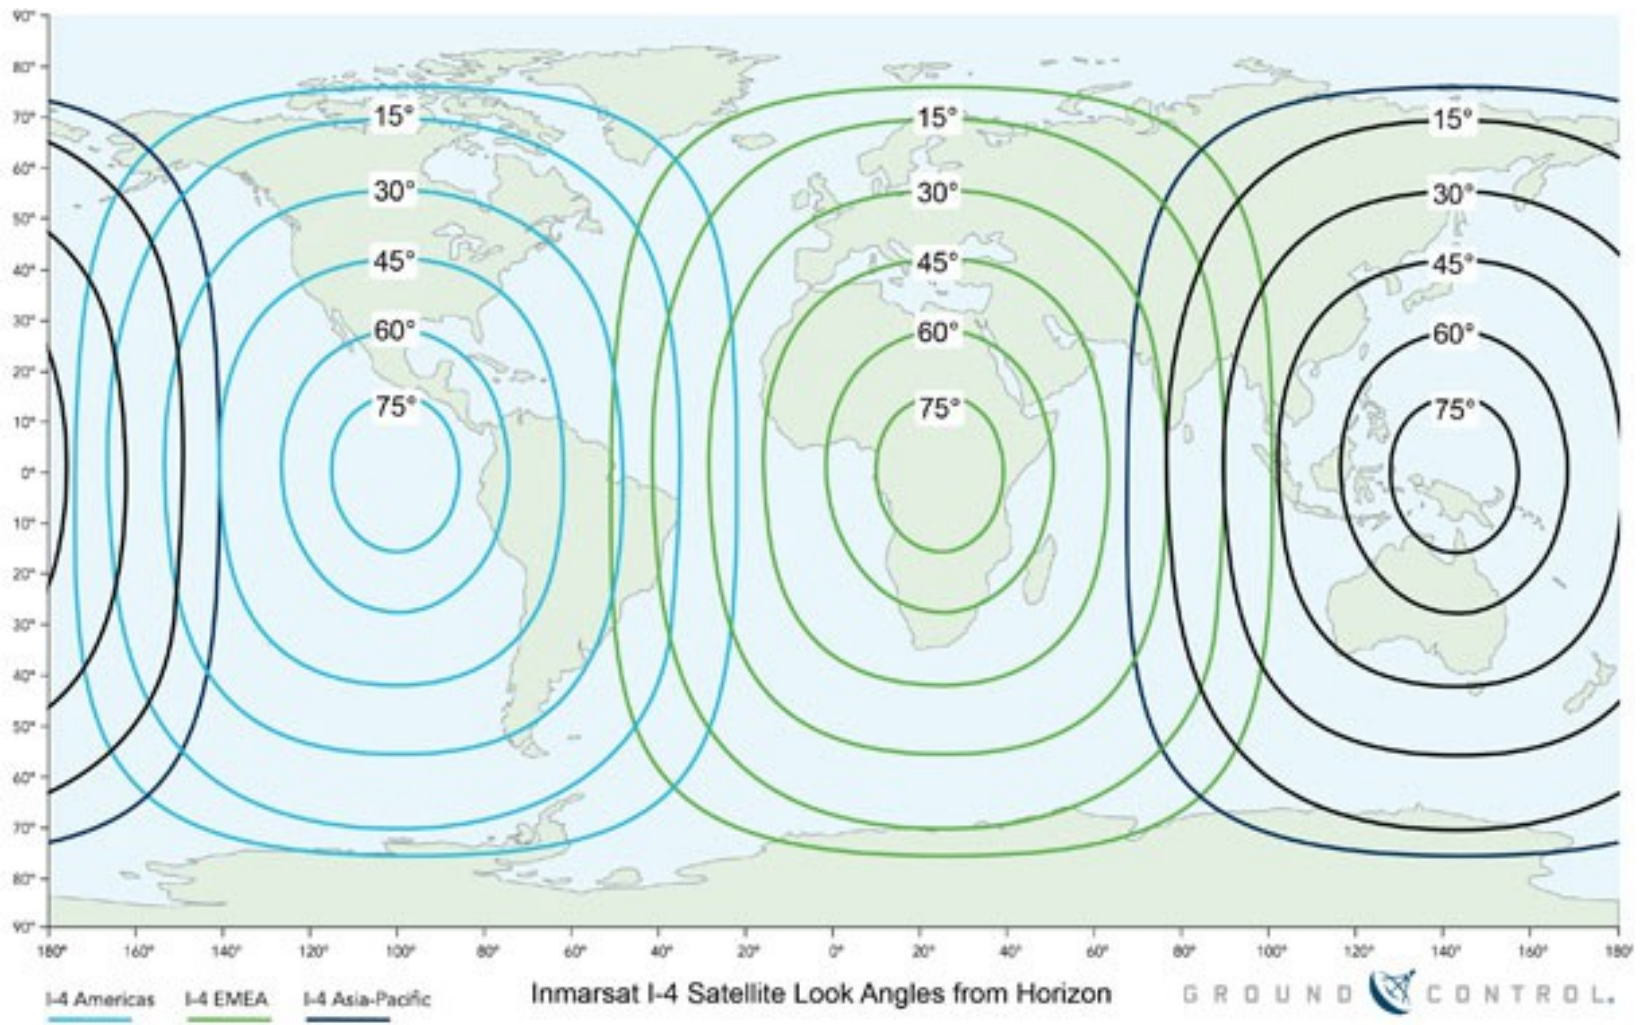 90°
80°
70°
60°
50°
40°
30°
20°
10°
0°
10°
20°
30°
40°
50°
60°
70°
80°
90°
15° 15° 15°
30° 30° 30°
45° 45° 45°
60° 60° 60°
75° 75° 75°
180° 160° 140° 120° 100° 80° 60° 40° 20° 0° 20° 40° 60° 80° 100° 120° 140° 160° 180°
I-4 Americas I-4 EMEA I-4 Asia-Pacific
Inmarsat I-4 Satellite Look Angles from Horizon
GROUND CONTROL.